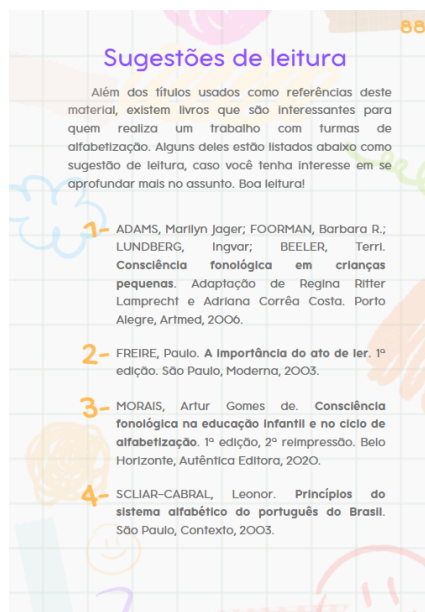 88
Sugestões de leitura
Além dos títulos usados como referências deste
material, existem livros que são interessantes para
quem realiza um trabalho com turmas de
alfabetização. Alguns deles estão listados abaixo como
sugestão de leitura, caso você tenha interesse em se
aprofundar mais no assunto. Boa leitura!
1- ADAMS, Marilyn Jager; FOORMAN, Barbara R.;
LUNDBERG, Ingvar; BEELER, Terri.
Consciência fonológica em crianças
pequenas. Adaptação de Regina Ritter
Lamprecht e Adriana Corrêa Costa. Porto
Alegre, Artmed, 2006.
2- FREIRE, Paulo. A importância do ato de ler. 1ª
edição. São Paulo, Moderna, 2003.
3- MORAIS, Artur Gomes de. Consciência
fonológica na educação infantil e no ciclo de
alfabetização. 1ª edição, 2ª reimpressão. Belo
Horizonte, Autêntica Editora, 2020.
4- SCLIAR-CABRAL, Leonor. Princípios do
sistema alfabético do português do Brasil.
São Paulo, Contexto, 2003.